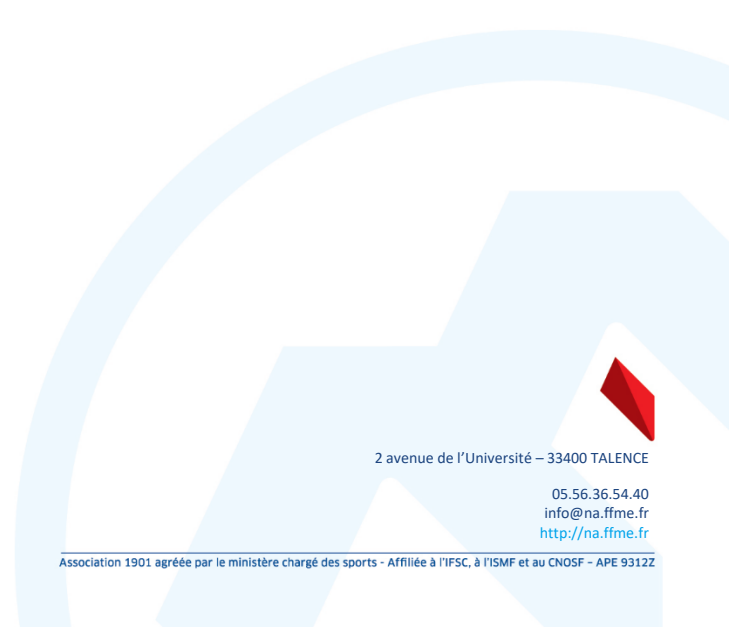 2 avenue de l’Université – 33400 TALENCE
05.56.36.54.40
info@na.ffme.fr
http://na.ffme.fr
Association 1901 agréée par le ministère chargé des sports - Affiliée à l'IFSC, à l'ISMF et au CNOSF – APE 9312Z